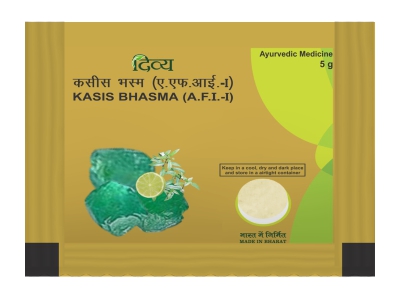 दिव्य
Ayurvedic Medicine
5 g
कसीस भस्म (ए.एफ.आई.-I)
KASIS BHASMA (A.F.I.-I)
Keep in a cool, dry and dark place
and store in a airtight container
भारत में निर्मित
MADE IN BHARAT